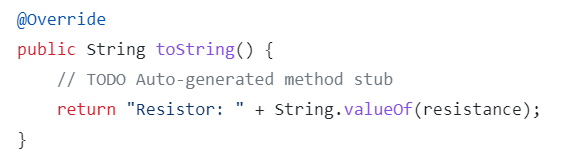 @Override
public String toString() {
    // TODO Auto-generated method stub
    return "Resistor: " + String.valueOf(resistance);
}